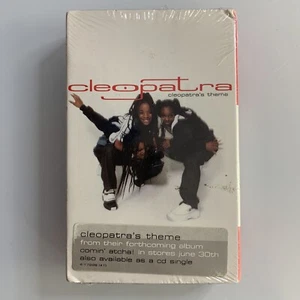 cleopatra
cleopatra's theme
cleopatra's theme
from their forthcoming album
comin' atcha! in stores june 30th
also available as a cd single